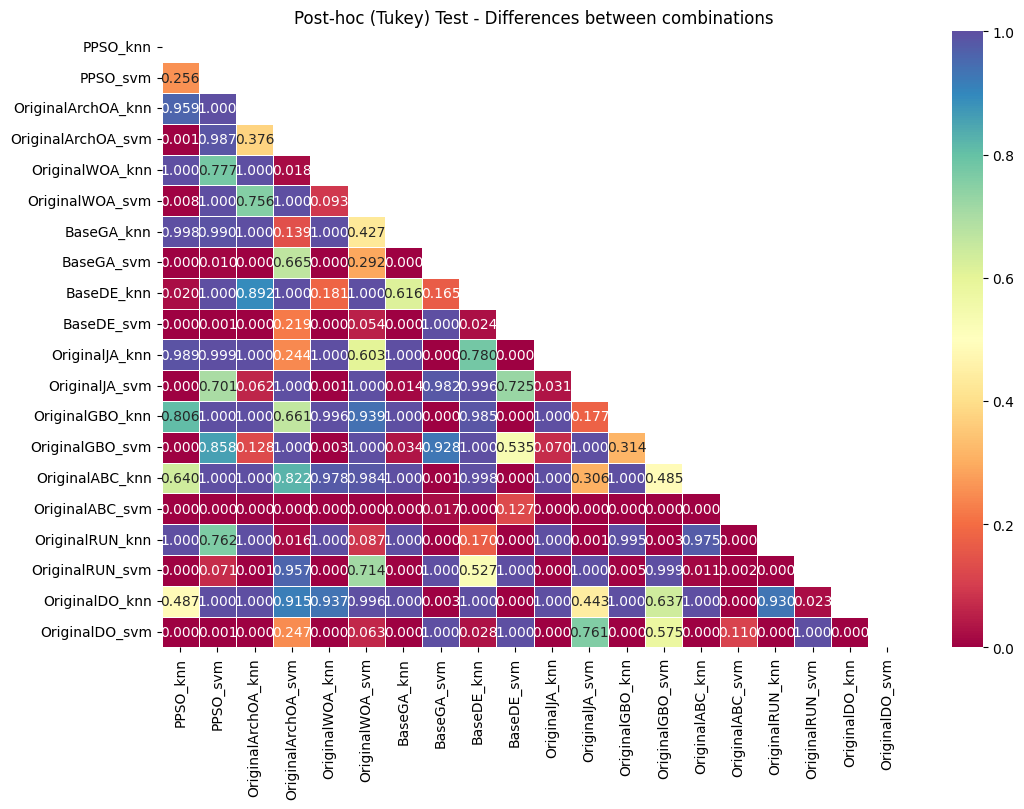 Post-hoc (Tukey) Test - Differences between combinations
PPSO_knn
PPSO_svm 0.256
OriginalArchOA_knn 0.959 1.000
OriginalArchOA_svm 0.001 0.987 0.376
OriginalWOA_knn 1.000 0.777 1.000 0.018
OriginalWOA_svm 0.008 1.000 0.756 1.000 0.093
BaseGA_knn 0.998 0.990 1.000 0.139 1.000 0.427
BaseGA_svm 0.000 0.010 0.000 0.665 0.000 0.292 0.000
BaseDE_knn 0.020 1.000 0.892 1.000 0.181 1.000 0.616 0.165
BaseDE_svm 0.000 0.001 0.000 0.219 0.000 0.054 0.000 1.000 0.024
OriginalJA_knn 0.989 0.999 1.000 0.244 1.000 0.603 1.000 0.000 0.780 0.000
OriginalJA_svm 0.000 0.701 0.062 1.000 0.001 1.000 0.014 0.982 0.996 0.725 0.031
OriginalGBO_knn 0.806 1.000 1.000 0.661 0.996 0.939 1.000 0.000 0.985 0.000 1.000 0.177
OriginalGBO_svm 0.000 0.858 0.128 1.000 0.003 1.000 0.034 0.928 1.000 0.535 0.070 1.000 0.314
OriginalABC_knn 0.640 1.000 1.000 0.822 0.978 0.984 1.000 0.001 0.998 0.000 1.000 0.306 1.000 0.485
OriginalABC_svm 0.000 0.000 0.000 0.000 0.000 0.000 0.000 0.017 0.000 0.127 0.000 0.000 0.000 0.000 0.000
OriginalRUN_knn 1.000 0.762 1.000 0.016 1.000 0.087 1.000 0.000 0.170 0.000 1.000 0.001 0.995 0.003 0.975 0.000
OriginalRUN_svm 0.000 0.071 0.001 0.957 0.000 0.714 0.000 1.000 0.527 1.000 0.000 1.000 0.005 0.999 0.011 0.002 0.000
OriginalDO_knn 0.487 1.000 1.000 0.915 0.937 0.996 1.000 0.003 1.000 0.000 1.000 0.443 1.000 0.637 1.000 0.000 0.930 0.023
OriginalDO_svm 0.000 0.001 0.000 0.247 0.000 0.063 0.000 1.000 0.028 1.000 0.000 0.761 0.000 0.575 0.000 0.110 0.000 1.000 0.000
PPSO_knn
PPSO_svm
OriginalArchOA_knn
OriginalArchOA_svm
OriginalWOA_knn
OriginalWOA_svm
BaseGA_knn
BaseGA_svm
BaseDE_knn
BaseDE_svm
OriginalJA_knn
OriginalJA_svm
OriginalGBO_knn
OriginalGBO_svm
OriginalABC_knn
OriginalABC_svm
OriginalRUN_knn
OriginalRUN_svm
OriginalDO_knn
OriginalDO_svm
1.0
0.8
0.6
0.4
0.2
0.0